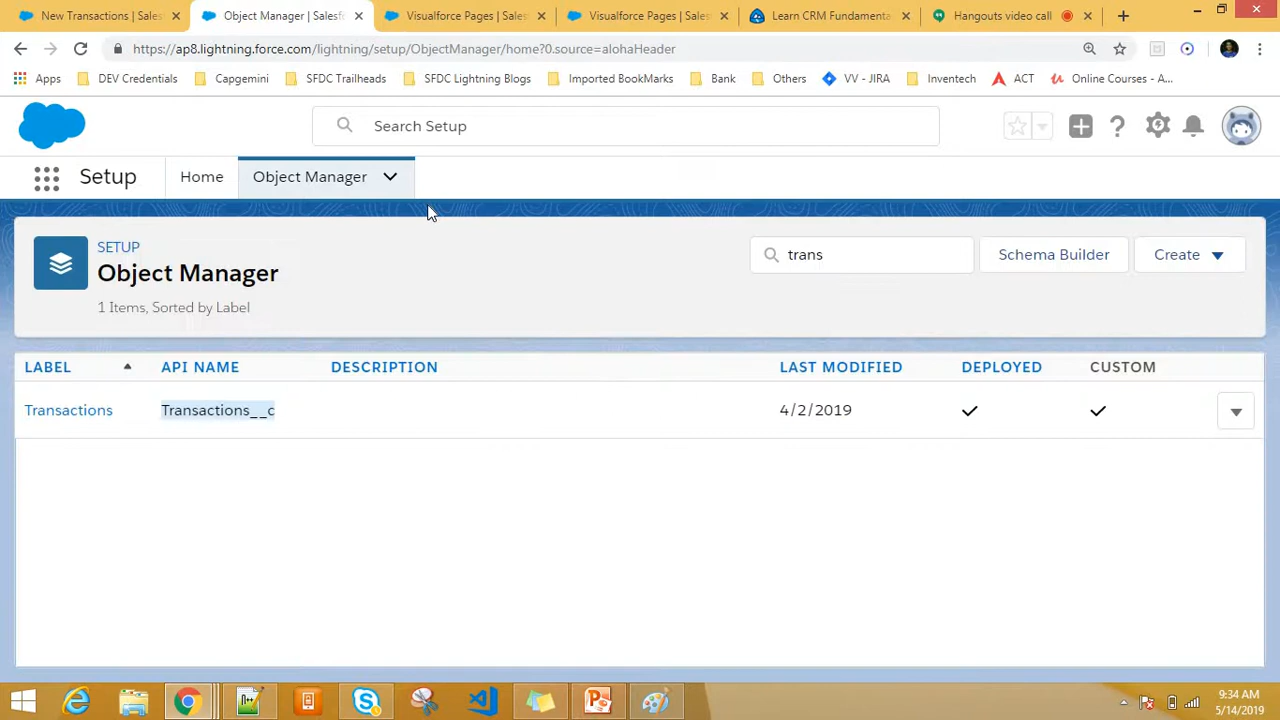 New Transactions | Sales
Object Manager | Salesf
Visualforce Pages | Sales
Visualforce Pages | Sales
Learn CRM Fundamenta
Hangouts video call
https://ap8.lightning.force.com/lightning/setup/ObjectManager/home?0.source=alohaHeader
Apps
DEV Credentials
Capgemini
SFDC Trailheads
SFDC Lightning Blogs
Imported BookMarks
Bank
Others
VV - JIRA
Inventech
ACT
Online Courses - A...
Search Setup
Setup
Home
Object Manager
SETUP
Object Manager
1 Items, Sorted by Label
trans
Schema Builder
Create
LABEL API NAME DESCRIPTION LAST MODIFIED DEPLOYED CUSTOM
Transactions Transactions__c 4/2/2019
9:34 AM
5/14/2019